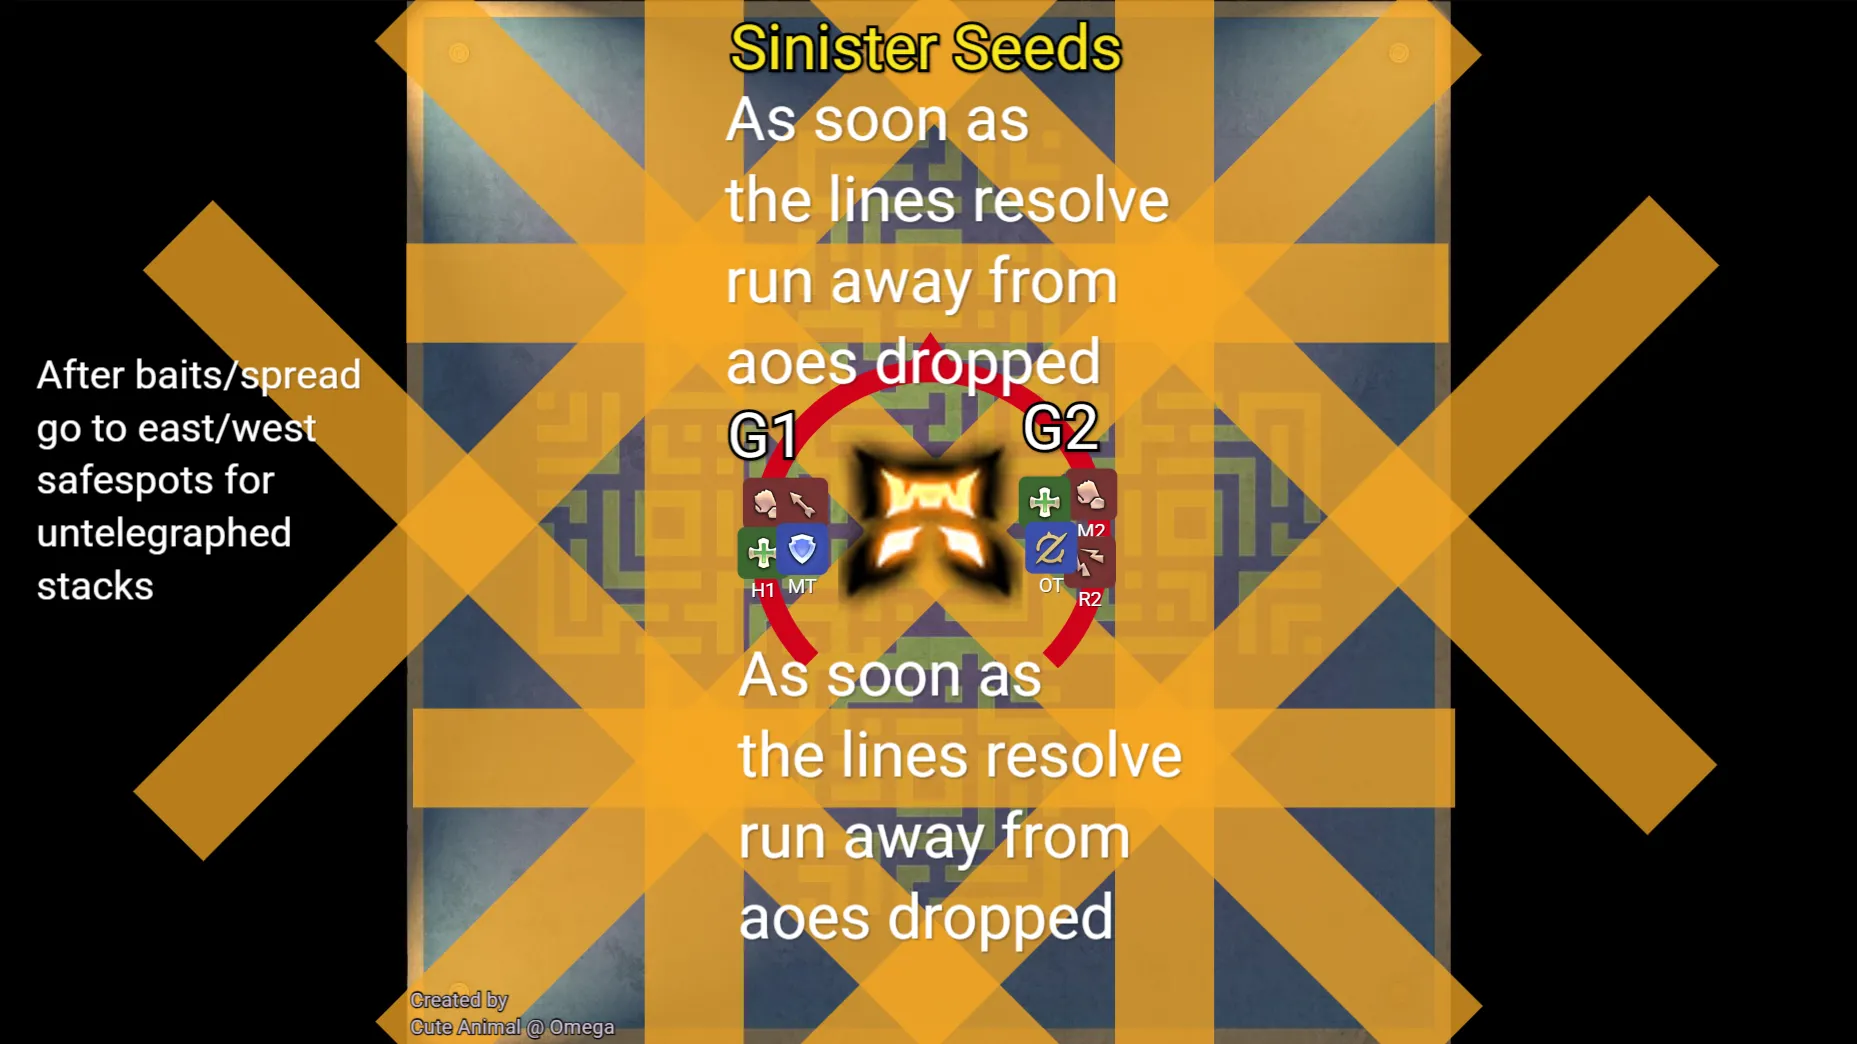 Sinister Seeds
As soon as
the lines resolve
run away from
aoes dropped
After baits/spread
go to east/west
safespots for
untelegraphed
stacks
G1
G2
M2
H1
MT
OT
R2
As soon as
the lines resolve
run away from
aoes dropped
Created by
Cute Animal @ Omega